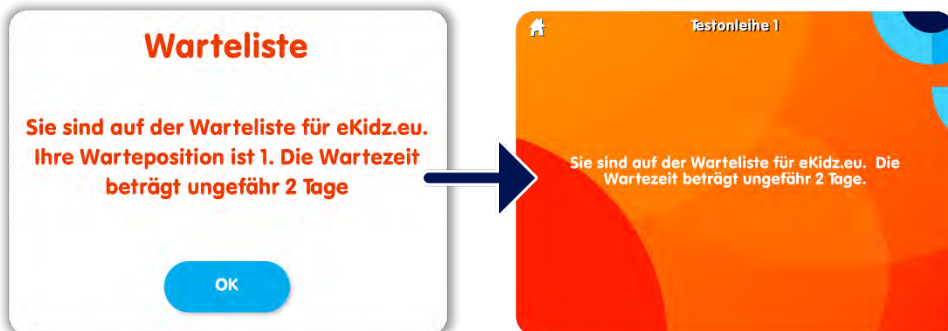 Warteliste
Sie sind auf der Warteliste für eKidz.eu.
Ihre Warteposition ist 1. Die Wartezeit
beträgt ungefähr 2 Tage
OK
Testonleihe 1
Sie sind auf der Warteliste für eKidz.eu. Die
Wartezeit beträgt ungefähr 2 Tage.